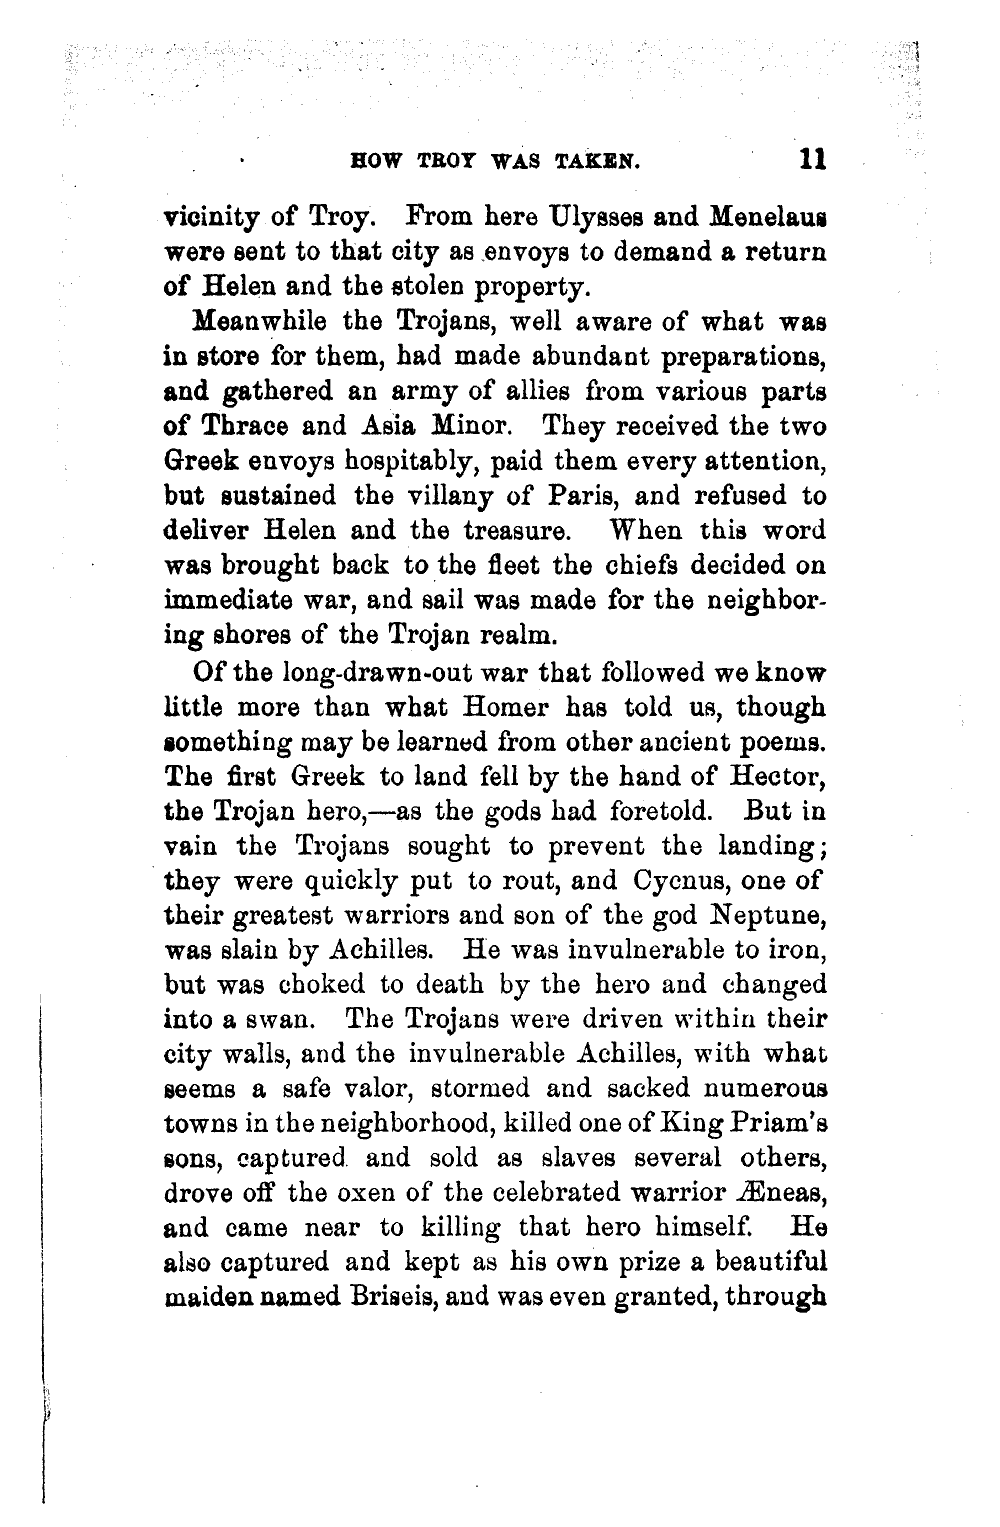 HOW TROY WAS TAKEN. 11
vicinity of Troy. From here Ulysses and Menelaus
were sent to that city as envoys to demand a return
of Helen and the stolen property.
Meanwhile the Trojans, well aware of what was
in store for them, had made abundant preparations,
and gathered an army of allies from various parts
of Thrace and Asia Minor. They received the two
Greek envoys hospitably, paid them every attention,
but sustained the villany of Paris, and refused to
deliver Helen and the treasure. When this word
was brought back to the fleet the chiefs decided on
immediate war, and sail was made for the neighbor-
ing shores of the Trojan realm.
Of the long-drawn-out war that followed we know
little more than what Homer has told us, though
something may be learned from other ancient poems.
The first Greek to land fell by the hand of Hector,
the Trojan hero,—as the gods had foretold. But in
vain the Trojans sought to prevent the landing;
they were quickly put to rout, and Cycnus, one of
their greatest warriors and son of the god Neptune,
was slain by Achilles. He was invulnerable to iron,
but was choked to death by the hero and changed
into a swan. The Trojans were driven within their
city walls, and the invulnerable Achilles, with what
seems a safe valor, stormed and sacked numerous
towns in the neighborhood, killed one of King Priam's
sons, captured and sold as slaves several others,
drove off the oxen of the celebrated warrior Æneas,
and came near to killing that hero himself. He
also captured and kept as his own prize a beautiful
maiden named Briseis, and was even granted, through